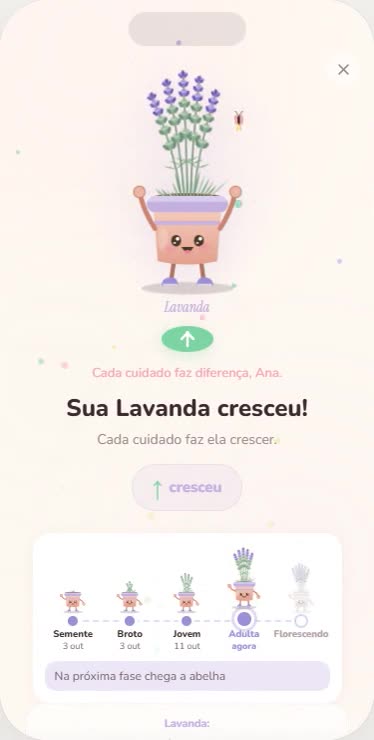 Lavanda
Cada cuidado faz diferença, Ana.
Sua Lavanda cresceu!
Cada cuidado faz ela crescer.
↑ cresceu
Semente Broto Jovem Adulta Florescendo
3 out 3 out 11 out agora
Na próxima fase chega a abelha
Lavanda: